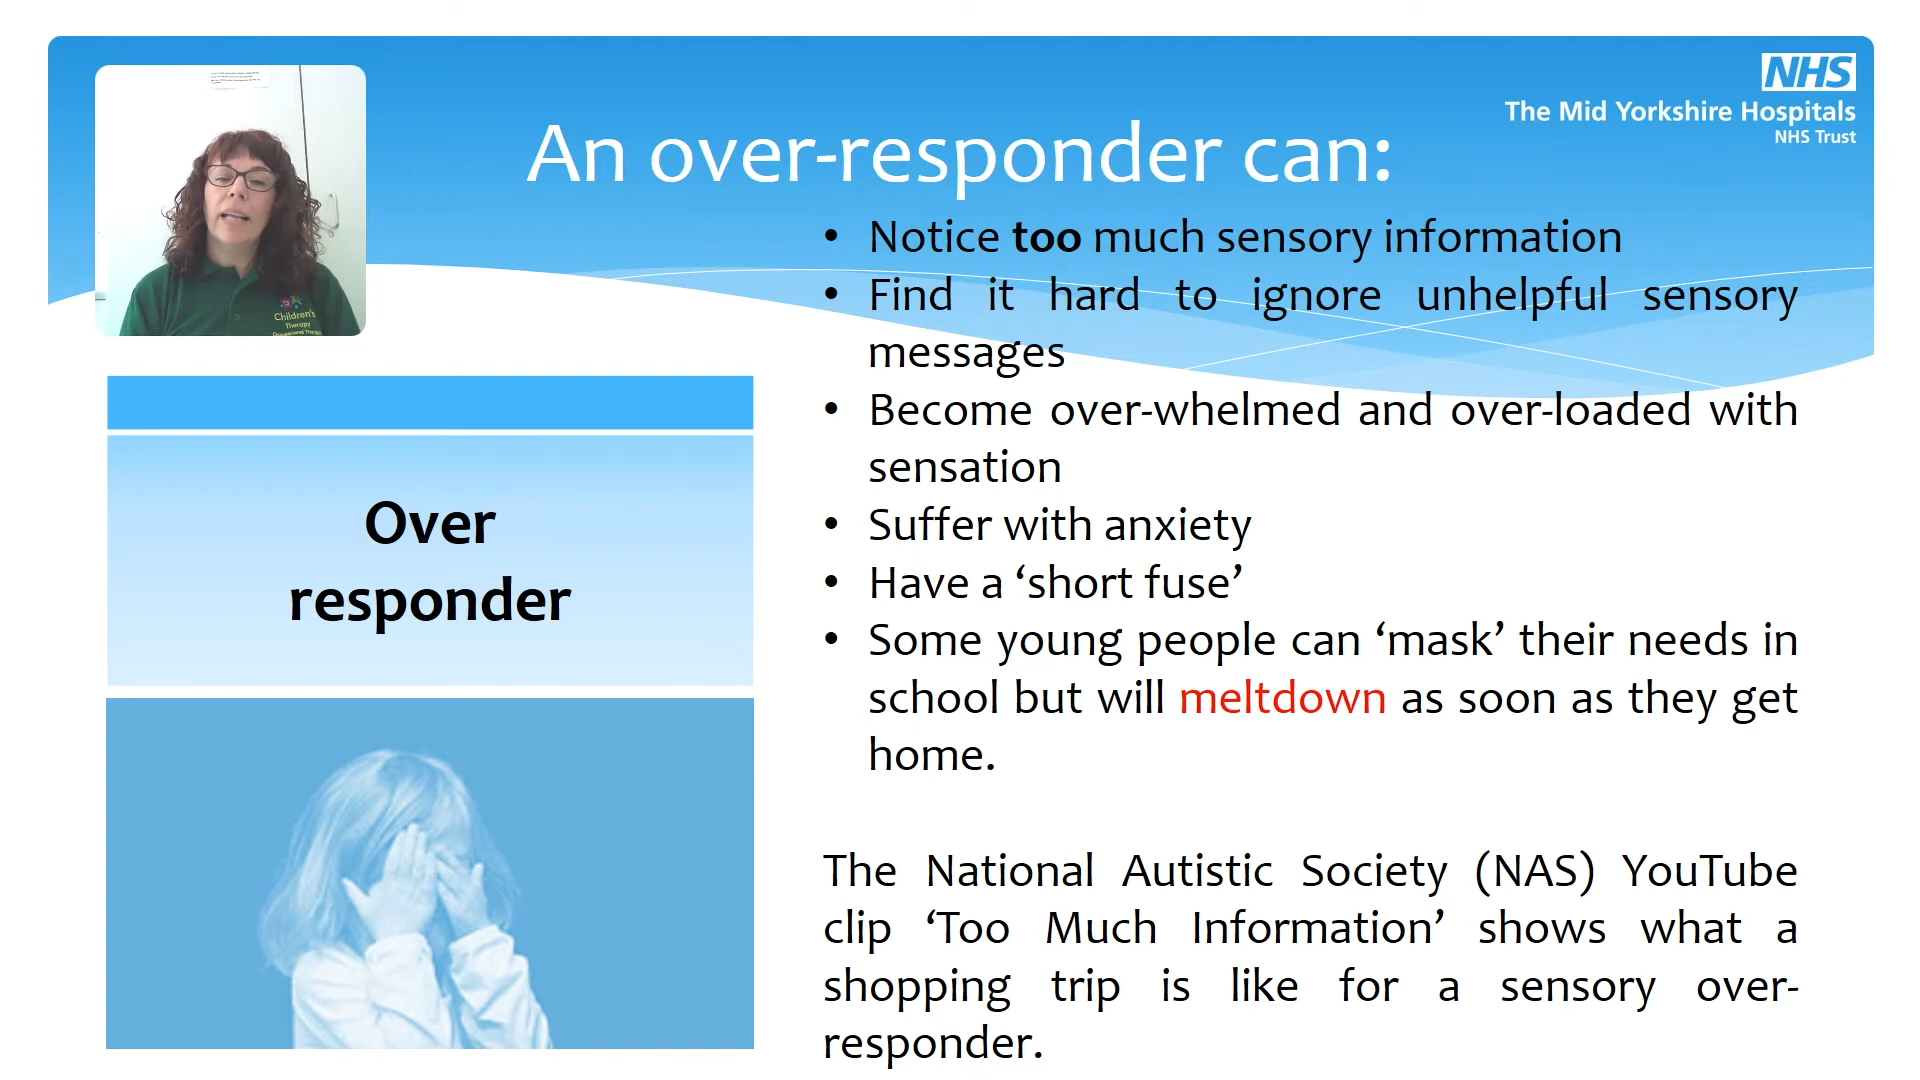 NHS
The Mid Yorkshire Hospitals
NHS Trust
An over-responder can:
• Notice too much sensory information
• Find it hard to ignore unhelpful sensory
messages
• Become over-whelmed and over-loaded with
sensation
• Suffer with anxiety
• Have a ‘short fuse’
• Some young people can ‘mask’ their needs in
school but will meltdown as soon as they get
home.
The National Autistic Society (NAS) YouTube
clip ‘Too Much Information’ shows what a
shopping trip is like for a sensory over-
responder.
Over
responder
Children's
Therapy
Occupational